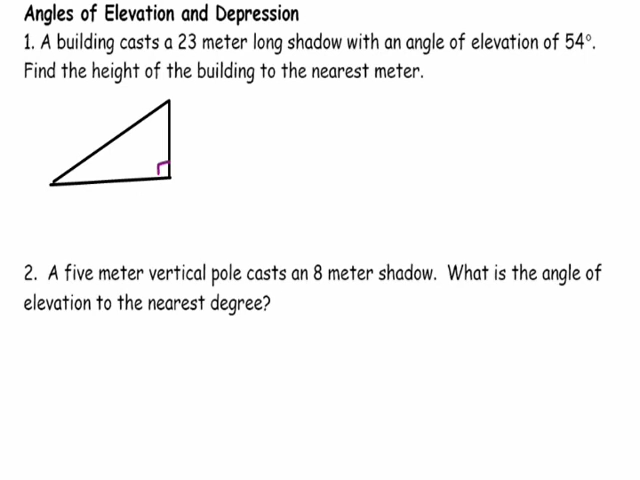 Angles of Elevation and Depression
1. A building casts a 23 meter long shadow with an angle of elevation of 54°.
Find the height of the building to the nearest meter.
2.  A five meter vertical pole casts an 8 meter shadow.  What is the angle of
elevation to the nearest degree?